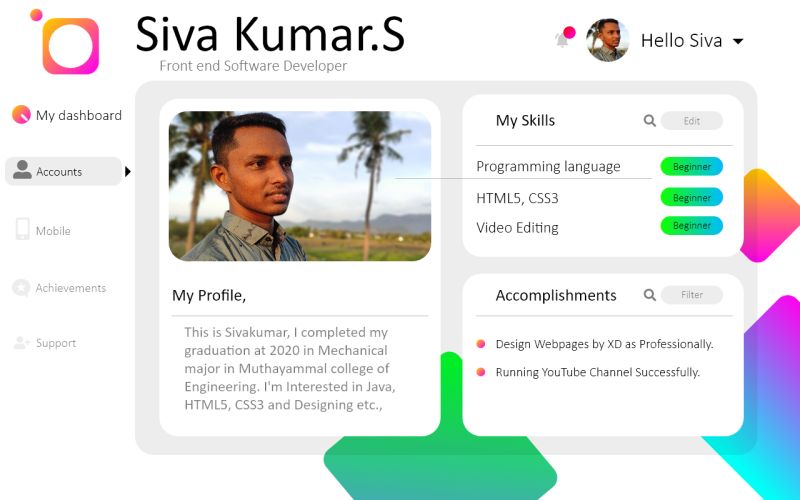 Siva Kumar.S
Front end Software Developer
Hello Siva
My dashboard
Accounts
Mobile
Achievements
Support
My Profile,
This is Sivakumar, I completed my
graduation at 2020 in Mechanical
major in Muthayammal college of
Engineering. I'm Interested in Java,
HTML5, CSS3 and Designing etc.,
My Skills
Edit
Programming language
Beginner
HTML5, CSS3
Beginner
Video Editing
Beginner
Accomplishments
Filter
Design Webpages by XD as Professionally.
Running YouTube Channel Successfully.